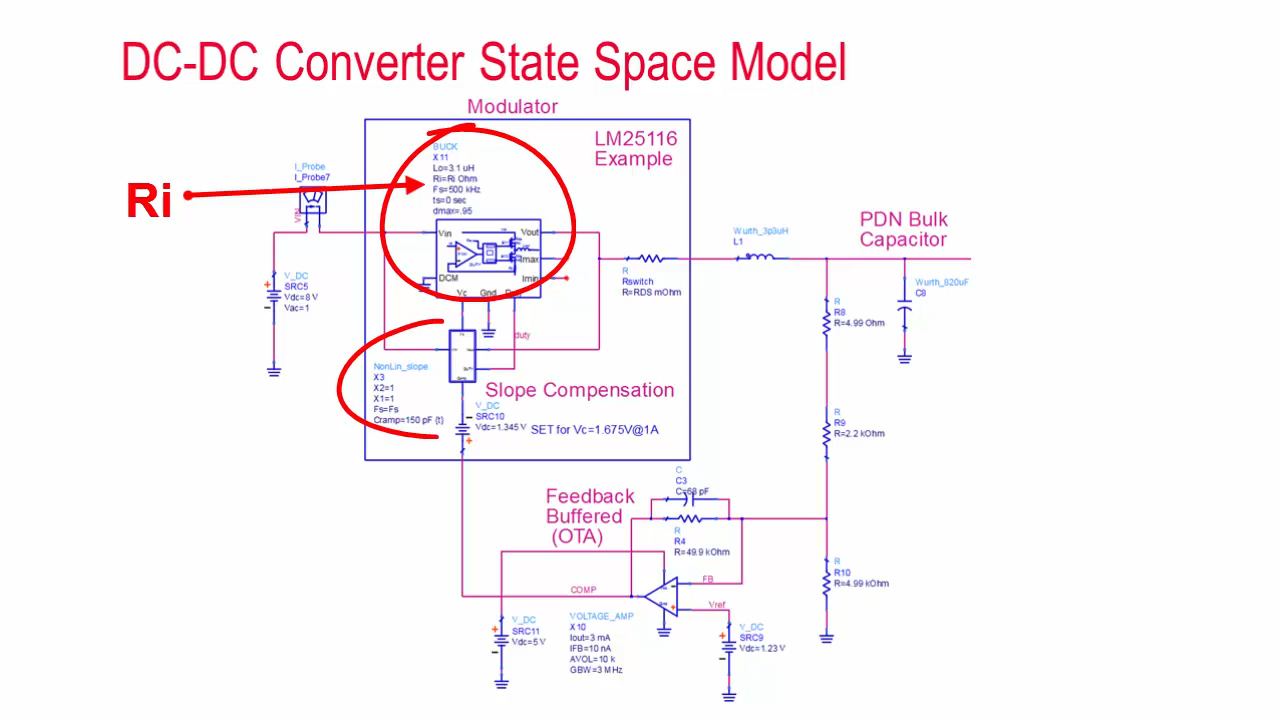 DC-DC Converter State Space Model
Modulator
LM25116
Example
BUCK
X11
Lo=3.1 uH
Ri=Ri Ohm
Fs=500 kHz
ts=0 sec
dmax=.95
I_Probe
I_Probe7
Ri
VIN
Vin
Vout
Imax
Imin
DCM
Vc
Gnd
duty
V_DC
SRC5
Vdc=8 V
Vac=1
R
Rswitch
R=RDS mOhm
Wurth_3p3uH
L1
PDN Bulk
Capacitor
Wurth_820uF
C8
R
R8
R=4.99 Ohm
NonLin_slope
X3
X2=1
X1=1
Fs=Fs
Cramp=150 pF {t}
Slope Compensation
V_DC
SRC10
Vdc=1.345 V
SET for Vc=1.675V@1A
R
R9
R=2.2 kOhm
C
C3
C=68 pF
Feedback
Buffered
(OTA)
R
R4
R=49.9 kOhm
R
R10
R=4.99 kOhm
COMP
FB
Vref
V_DC
SRC11
Vdc=5 V
VOLTAGE_AMP
X10
Iout=3 mA
IFB=10 nA
AVOL=10 k
GBW=3 MHz
V_DC
SRC9
Vdc=1.23 V